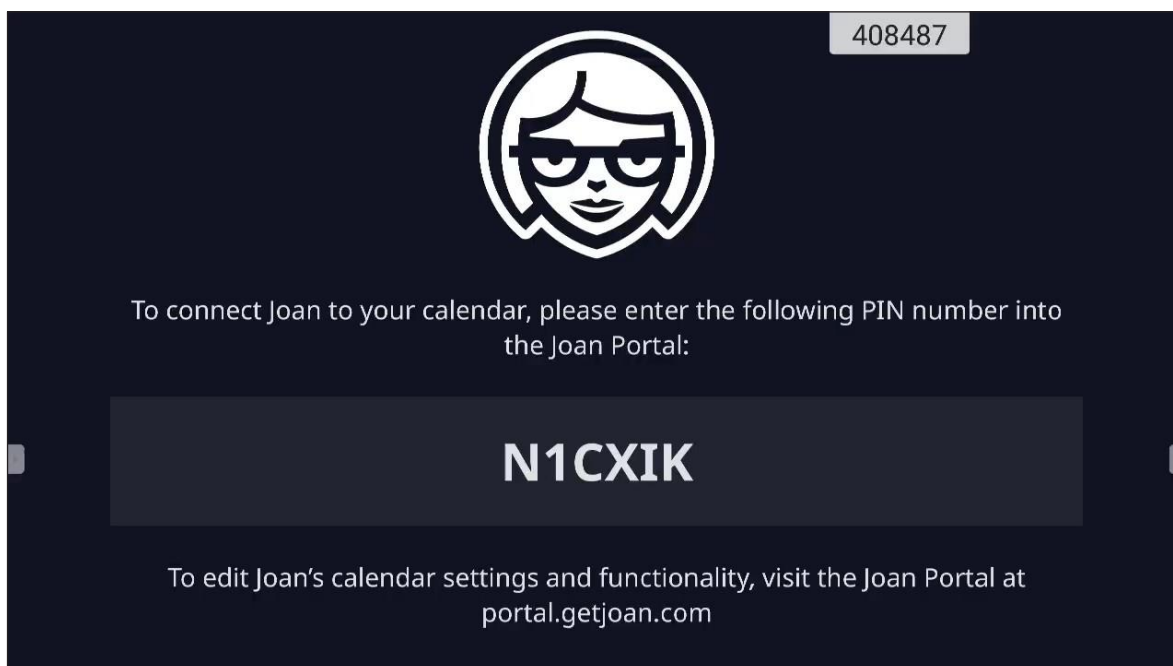 408487
To connect Joan to your calendar, please enter the following PIN number into
the Joan Portal:
N1CXIK
To edit Joan’s calendar settings and functionality, visit the Joan Portal at
portal.getjoan.com